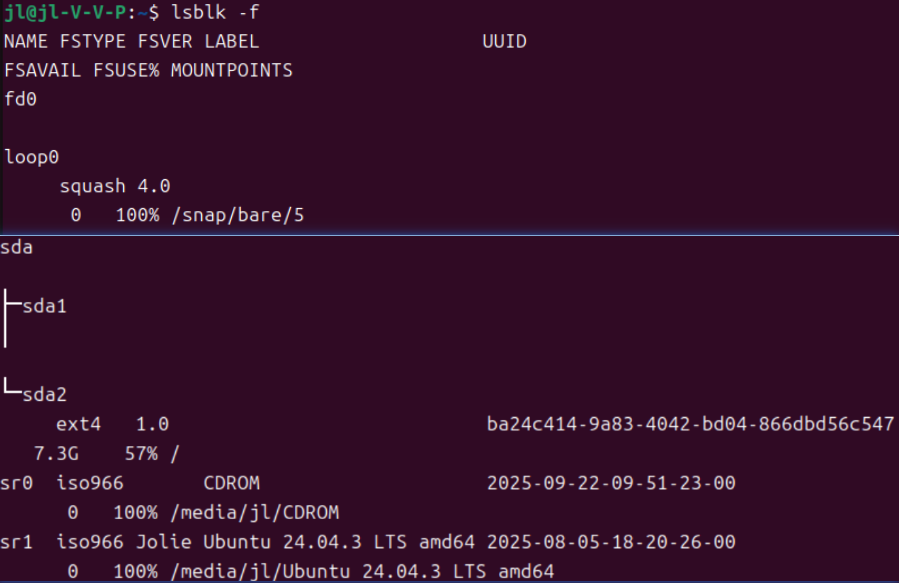 jl@jl-V-V-P:~$ lsblk -f
NAME FSTYPE FSVER LABEL UUID
FSAVAIL FSUSE% MOUNTPOINTS
fd0
loop0
squash 4.0
0 100% /snap/bare/5
sda
├─sda1
└─sda2
ext4 1.0 ba24c414-9a83-4042-bd04-866dbd56c547
7.3G 57% /
sr0 iso966 CDROM 2025-09-22-09-51-23-00
0 100% /media/jl/CDROM
sr1 iso966 Jolie Ubuntu 24.04.3 LTS amd64 2025-08-05-18-20-26-00
0 100% /media/jl/Ubuntu 24.04.3 LTS amd64